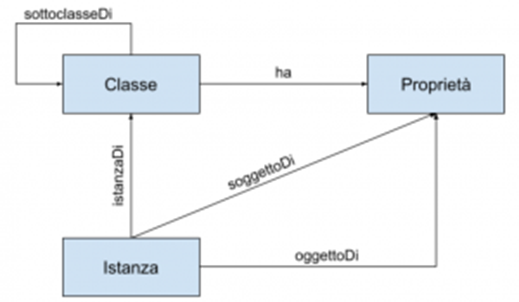 sottoclasseDi
Classe
ha
Proprietà
istanzaDi
soggettoDi
oggettoDi
Istanza